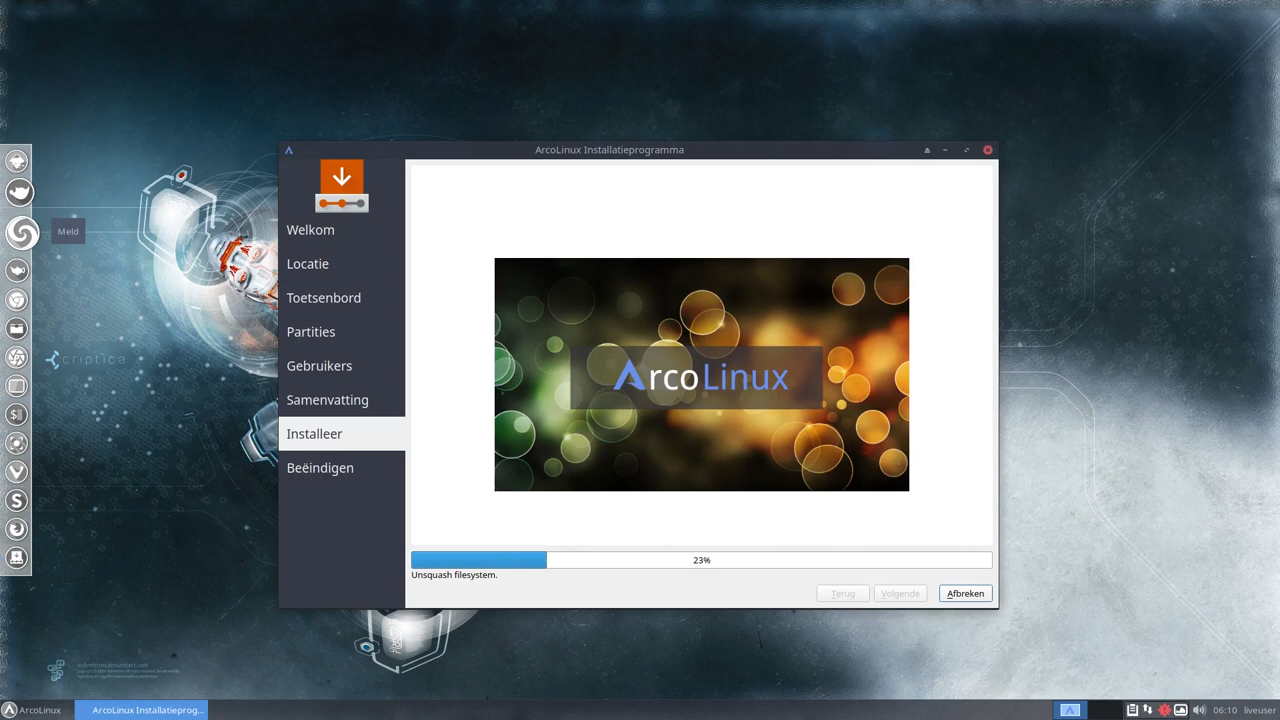 ArcoLinux Installatieprogramma
Welkom
Locatie
Toetsenbord
Partities
Gebruikers
Samenvatting
Installeer
Beëindigen
ArcoLinux
23%
Unsquash filesystem.
Terug
Volgende
Afbreken
Meld
criptica
ArcoLinux
ArcoLinux Installatieprog...
06:10
liveuser